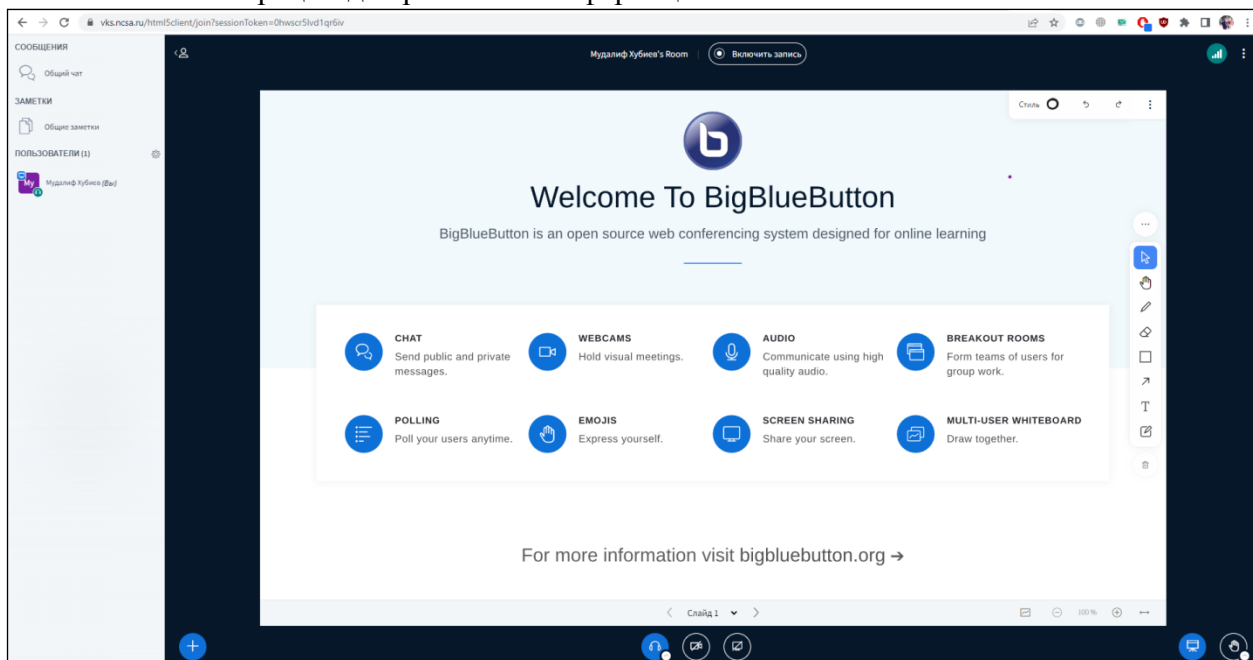 vks.ncsa.ru/html5client/join?sessionToken=0hwscr5lvd1qr6iv
СООБЩЕНИЯ
Общий чат
ЗАМЕТКИ
Общие заметки
ПОЛЬЗОВАТЕЛИ (1)
Му
Мудалиф Хубиев (Вы)
Мудалиф Хубиев's Room
Включить запись
Стиль
Welcome To BigBlueButton
BigBlueButton is an open source web conferencing system designed for online learning
CHAT
Send public and private
messages.
WEBCAMS
Hold visual meetings.
AUDIO
Communicate using high
quality audio.
BREAKOUT ROOMS
Form teams of users for
group work.
POLLING
Poll your users anytime.
EMOJIS
Express yourself.
SCREEN SHARING
Share your screen.
MULTI-USER WHITEBOARD
Draw together.
For more information visit bigbluebutton.org →
Слайд 1
100 %